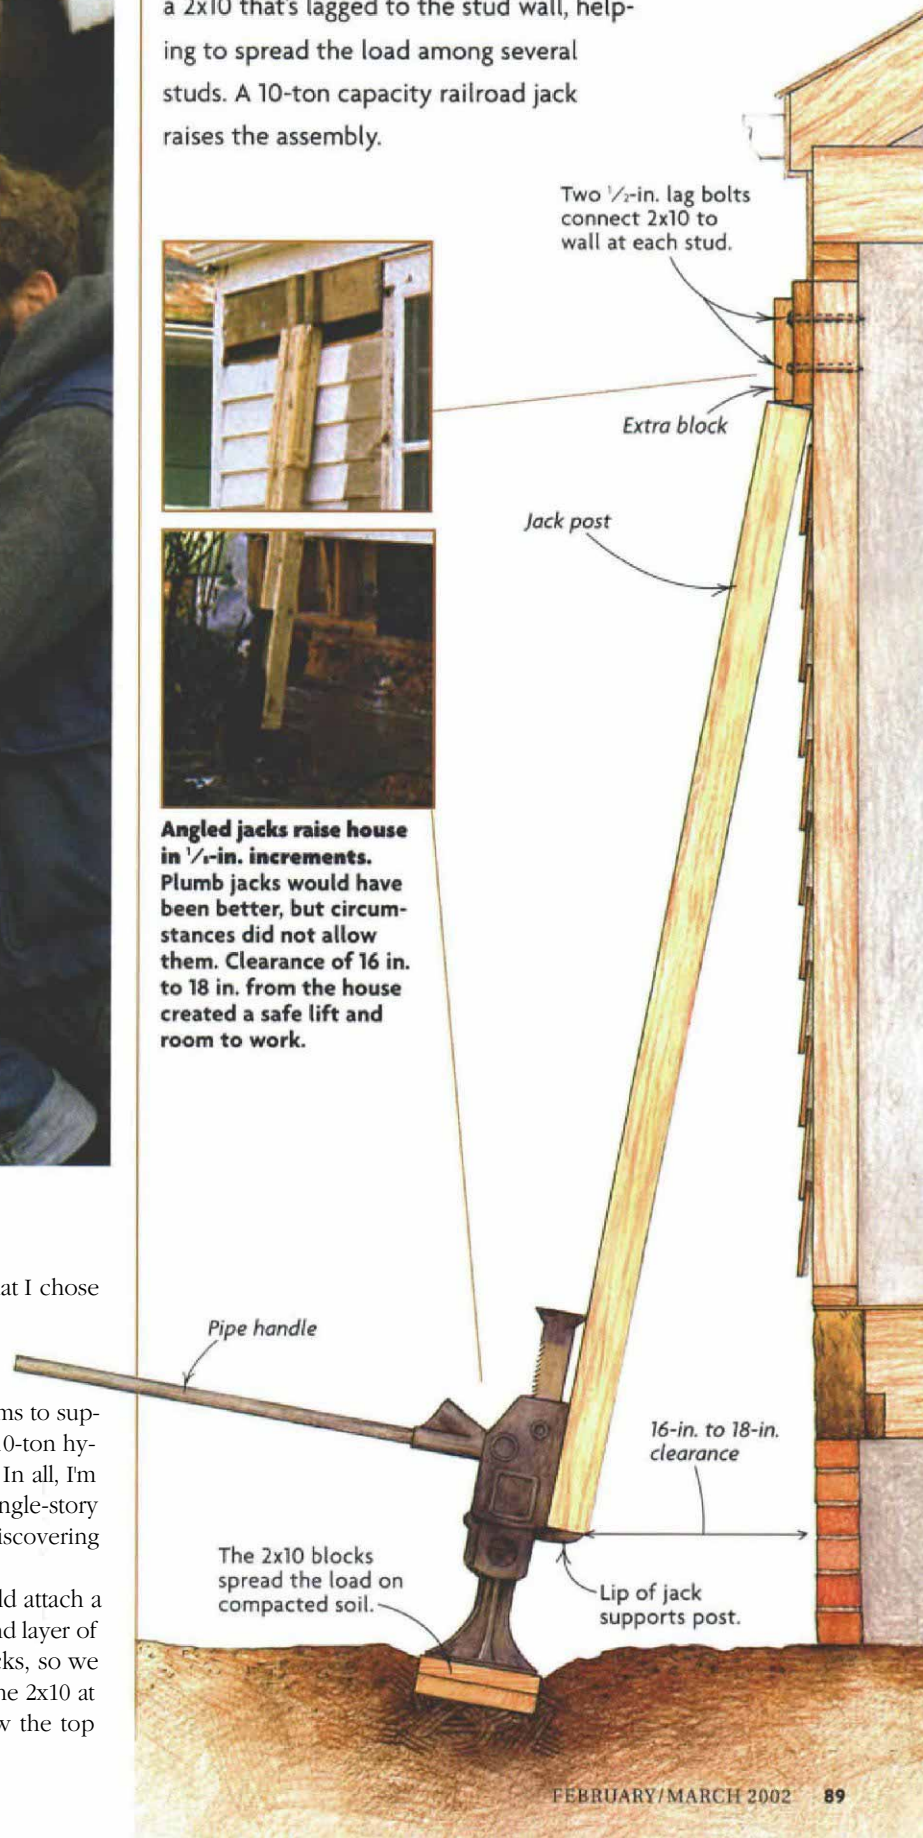 a 2x10 that's lagged to the stud wall, help-
ing to spread the load among several
studs. A 10-ton capacity railroad jack
raises the assembly.
Two ½-in. lag bolts
connect 2x10 to
wall at each stud.
Extra block
Jack post
Angled jacks raise house
in -in. increments.
Plumb jacks would have
been better, but circum-
stances did not allow
them. Clearance of 16 in.
to 18 in. from the house
created a safe lift and
room to work.
at I chose
Pipe handle
ms to sup-
0-ton hy-
In all, I'm
ngle-story
iscovering
16-in. to 18-in.
clearance
The 2x10 blocks
spread the load on
compacted soil.
Lip of jack
supports post.
ld attach a
nd layer of
cks, so we
he 2x10 at
w the top
FEBRUARY/MARCH 2002 89